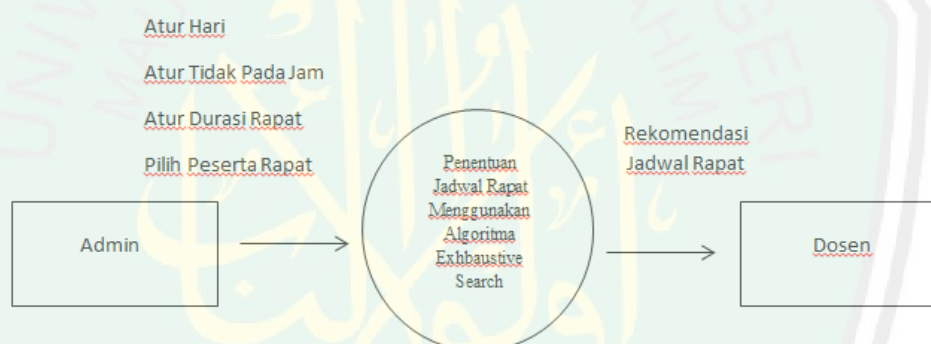 Atur Hari
Atur Tidak Pada Jam
Atur Durasi Rapat
Pilih Peserta Rapat
Admin
Penentuan
Jadwal Rapat
Menggunakan
Algoritma
Exhbaustive
Search
Rekomendasi
Jadwal Rapat
Dosen